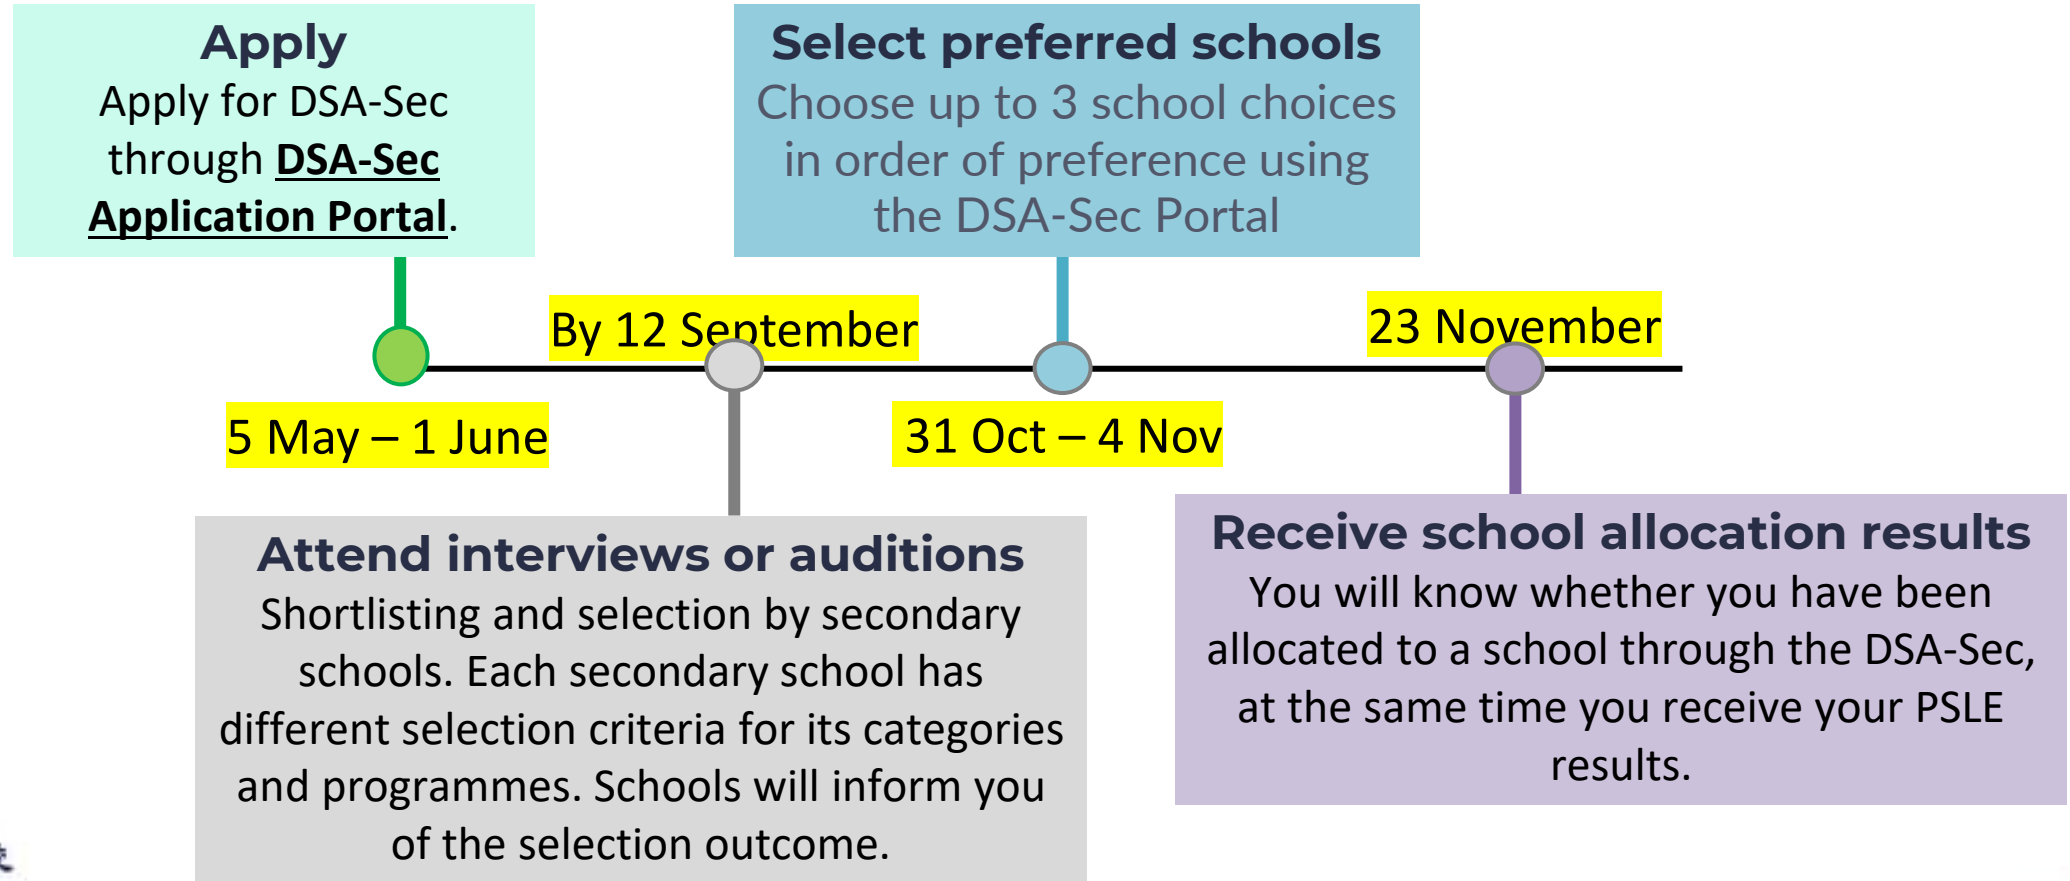 Apply
Apply for DSA-Sec
through DSA-Sec
Application Portal.
Select preferred schools
Choose up to 3 school choices
in order of preference using
the DSA-Sec Portal
By 12 September
23 November
5 May – 1 June
31 Oct – 4 Nov
Attend interviews or auditions
Shortlisting and selection by secondary
schools. Each secondary school has
different selection criteria for its categories
and programmes. Schools will inform you
of the selection outcome.
Receive school allocation results
You will know whether you have been
allocated to a school through the DSA-Sec,
at the same time you receive your PSLE
results.